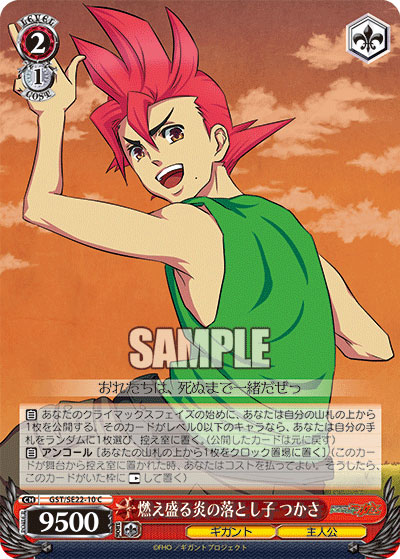 LEVEL
2
1
COST
SAMPLE
おれたちは、死ぬまで一緒だぜっ
自 あなたのクライマックスフェイズの始めに、あなたは自分の山札の上から
1枚を公開する。そのカードがレベル0以下のキャラなら、あなたは自分の手
札をランダムに1枚選び、控え室に置く。(公開したカードは元に戻す)
自 アンコール [あなたの山札の上から1枚をクロック置場に置く] (このカード
が舞台から控え室に置かれた時、あなたはコストを払ってよい。そうしたら、
このカードがいた枠に レストして置く)
CH GST/SE22-10 C
燃え盛る炎の落とし子 つかさ
9500
ギガント
主人公
©FHO/ギガントプロジェクト